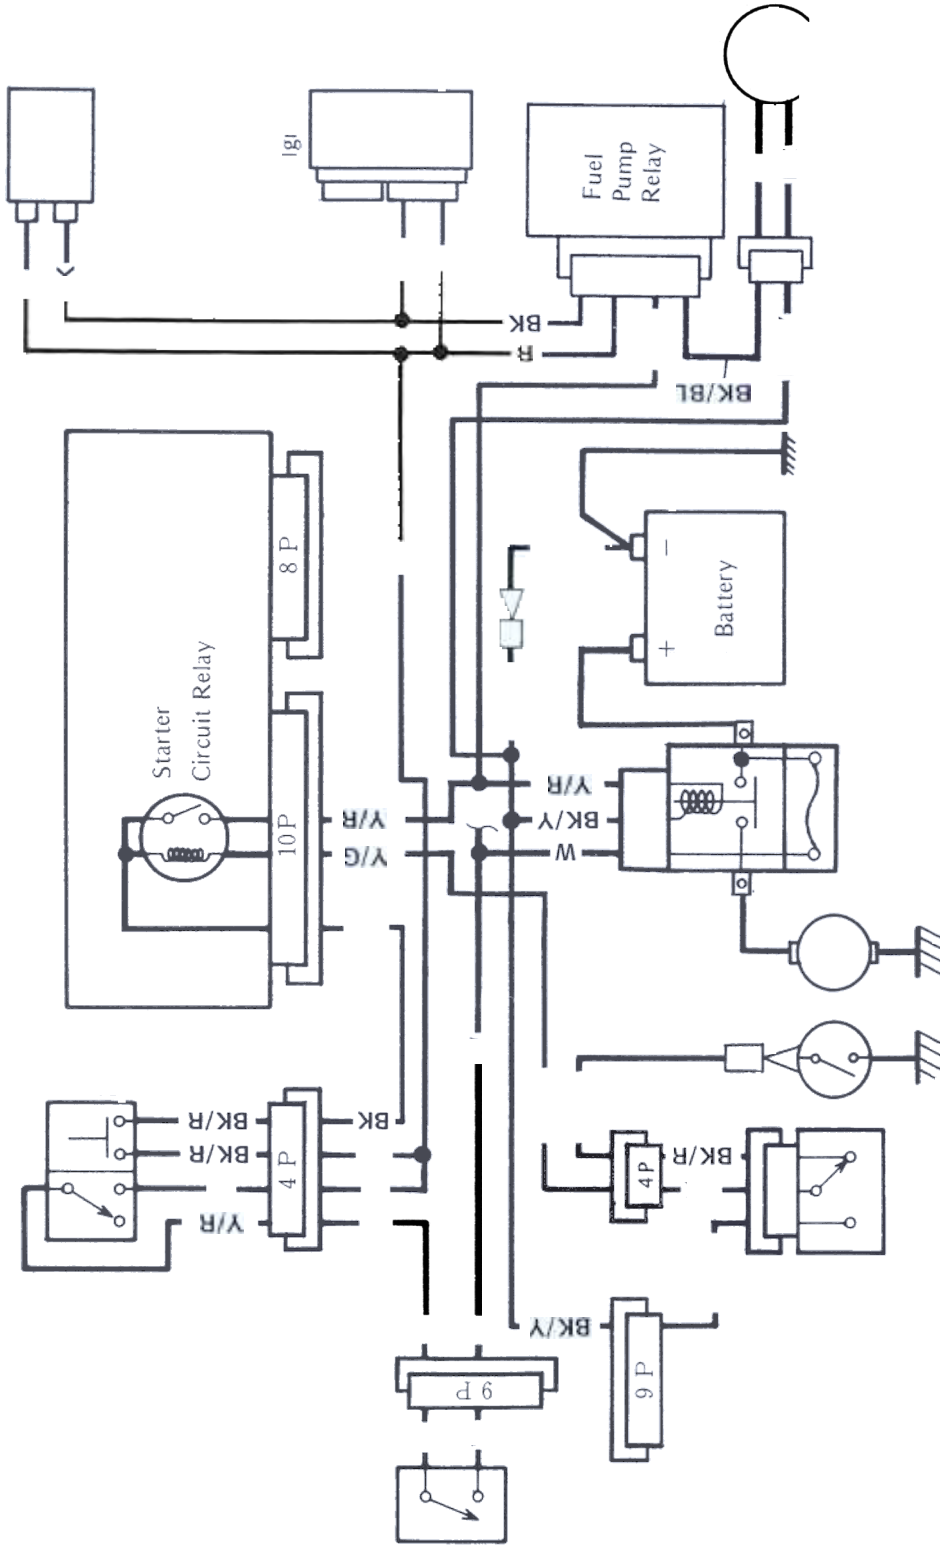 Igi
Fuel
Pump
Relay
BK
R
BK/BL
8 P
Starter
Circuit Relay
10P
Y/R
Y/G
Battery
+
−
Y/R
BK/Y
W
BK/R
BK/R
Y/R
4 P
BK
4 P
BK/R
BK/Y
9 P
9 P